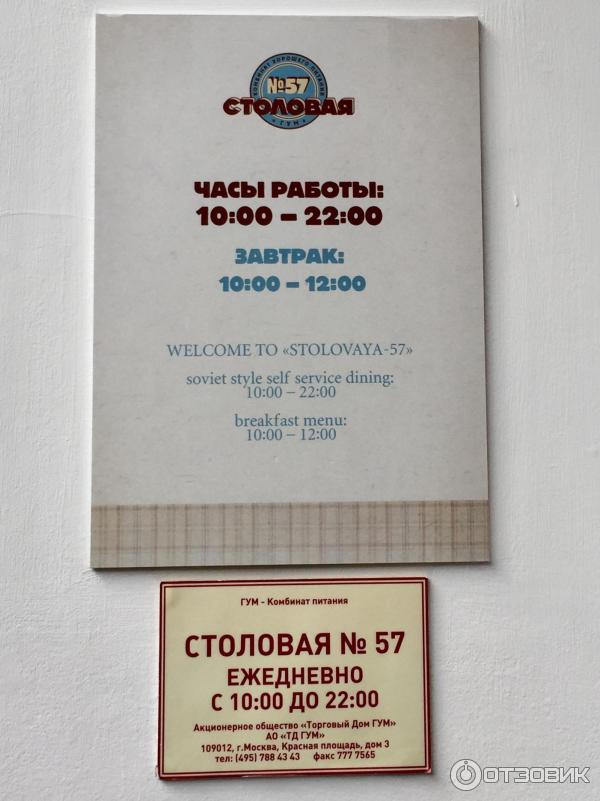 КОМБИНАТ ХОРОШЕГО ПИТАНИЯ
№57
СТОЛОВАЯ
ГУМ
ЧАСЫ РАБОТЫ:
10:00 – 22:00
ЗАВТРАК:
10:00 – 12:00
WELCOME TO «STOLOVAYA-57»
soviet style self service dining:
10:00 – 22:00
breakfast menu:
10:00 – 12:00
ГУМ - Комбинат питания
СТОЛОВАЯ № 57
ЕЖЕДНЕВНО
С 10:00 ДО 22:00
Акционерное общество «Торговый Дом ГУМ»
АО «ТД ГУМ»
109012, г.Москва, Красная площадь, дом 3
тел: (495) 788 43 43 факс 777 7565
ОТЗОВИК